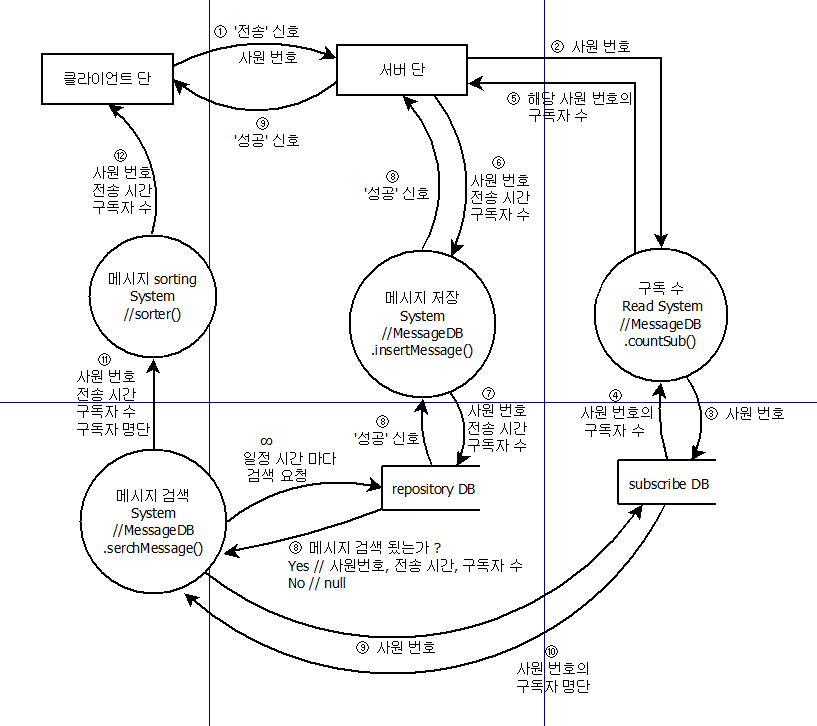 ① '전송' 신호
사원 번호
클라이언트 단
서버 단
② 사원 번호
⑤ 해당 사원 번호의
구독자 수
⑨
'성공' 신호
⑫
사원 번호
전송 시간
구독자 수
⑧
'성공' 신호
⑥
사원 번호
전송 시간
구독자 수
메시지 sorting
System
//sorter()
메시지 저장
System
//MessageDB
.insertMessage()
구독 수
Read System
//MessageDB
.countSub()
⑪
사원 번호
전송 시간
구독자 수
구독자 명단
⑧
'성공' 신호
⑦
사원 번호
전송 시간
구독자 수
④
사원 번호의
구독자 수
③ 사원 번호
∞
일정 시간 마다
검색 요청
repository DB
subscribe DB
메시지 검색
System
//MessageDB
.serchMessage()
⑧ 메시지 검색 됬는가 ?
Yes // 사원번호, 전송 시간, 구독자 수
No // null
⑨ 사원 번호
⑩
사원 번호의
구독자 명단